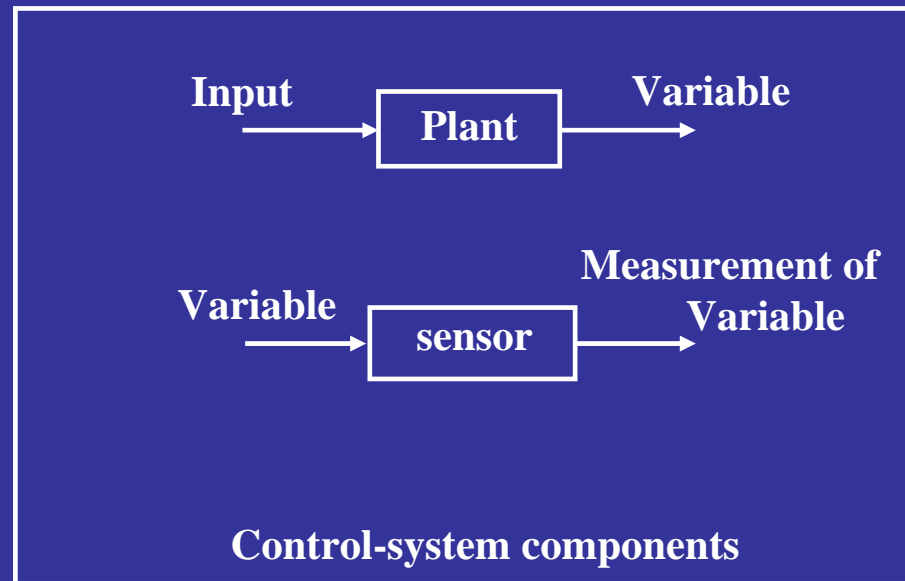 Input
Plant
Variable
Variable
sensor
Measurement of
Variable
Control-system components